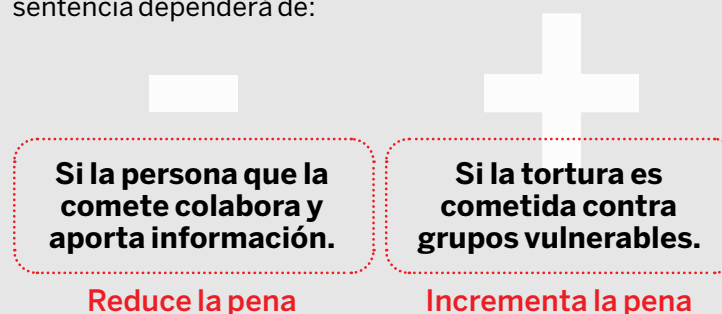 sentencia dependerá de:
Si la persona que la
comete colabora y
aporta información.
Reduce la pena
Si la tortura es
cometida contra
grupos vulnerables.
Incrementa la pena